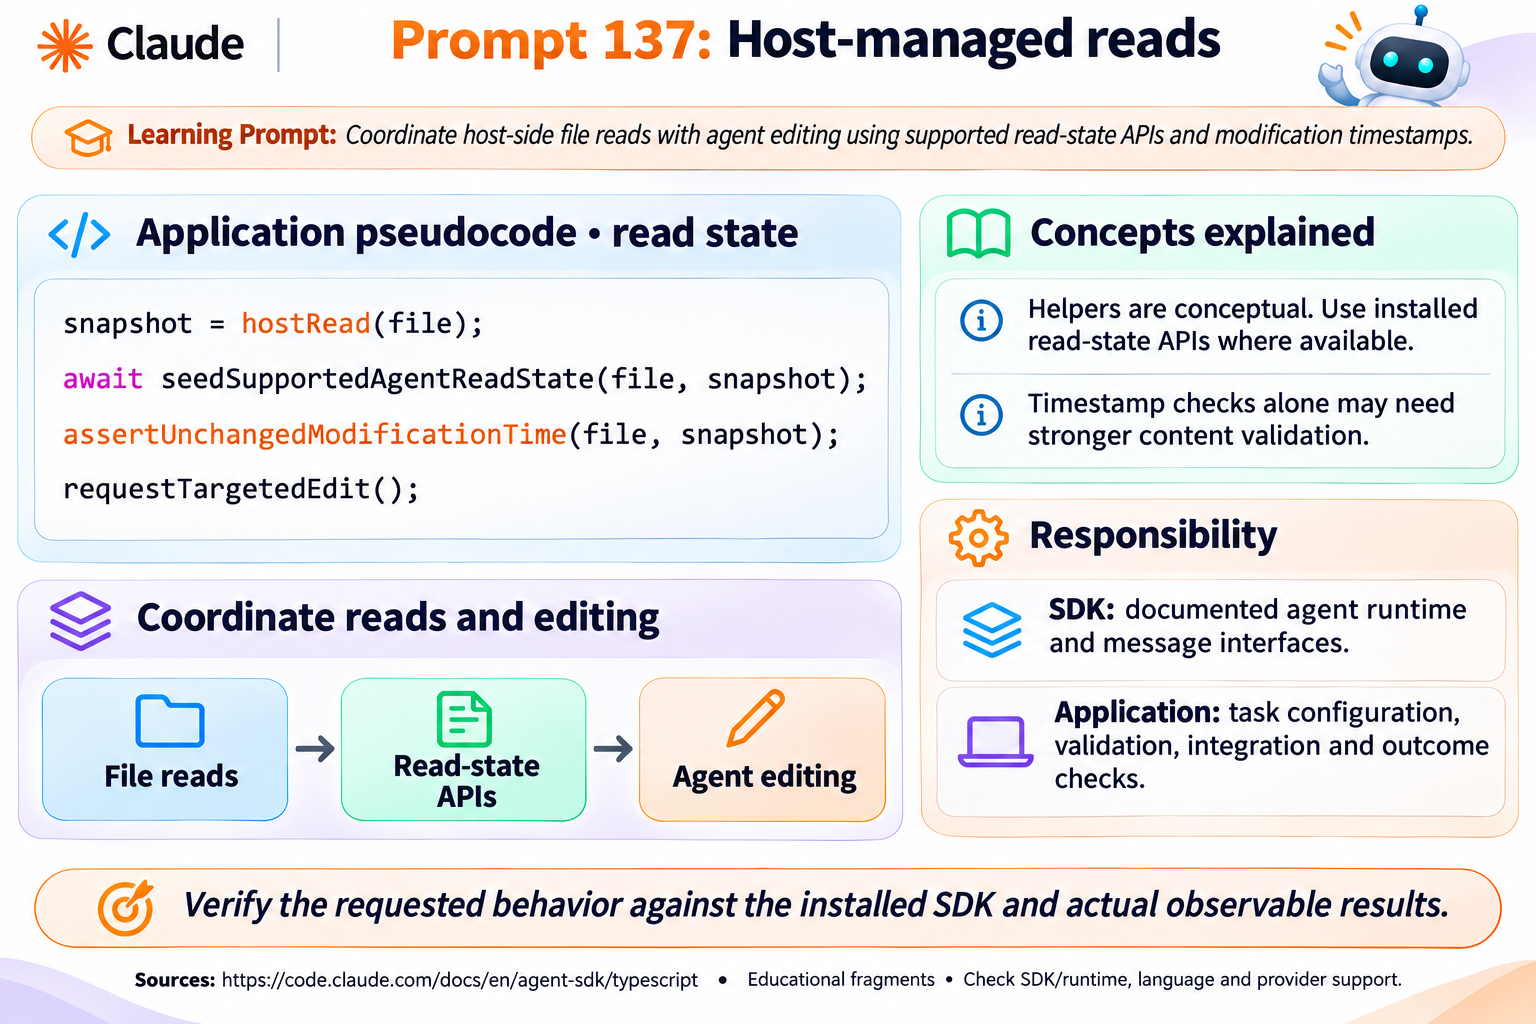 Claude
Prompt 137: Host-managed reads
Learning Prompt: Coordinate host-side file reads with agent editing using supported read-state APIs and modification timestamps.
</> Application pseudocode • read state
snapshot = hostRead(file);
await seedSupportedAgentReadState(file, snapshot);
assertUnchangedModificationTime(file, snapshot);
requestTargetedEdit();
Coordinate reads and editing
File reads
Read-state
APIs
Agent editing
Concepts explained
Helpers are conceptual. Use installed
read-state APIs where available.
Timestamp checks alone may need
stronger content validation.
Responsibility
SDK: documented agent runtime
and message interfaces.
Application: task configuration,
validation, integration and outcome
checks.
Verify the requested behavior against the installed SDK and actual observable results.
Sources: https://code.claude.com/docs/en/agent-sdk/typescript • Educational fragments • Check SDK/runtime, language and provider support.